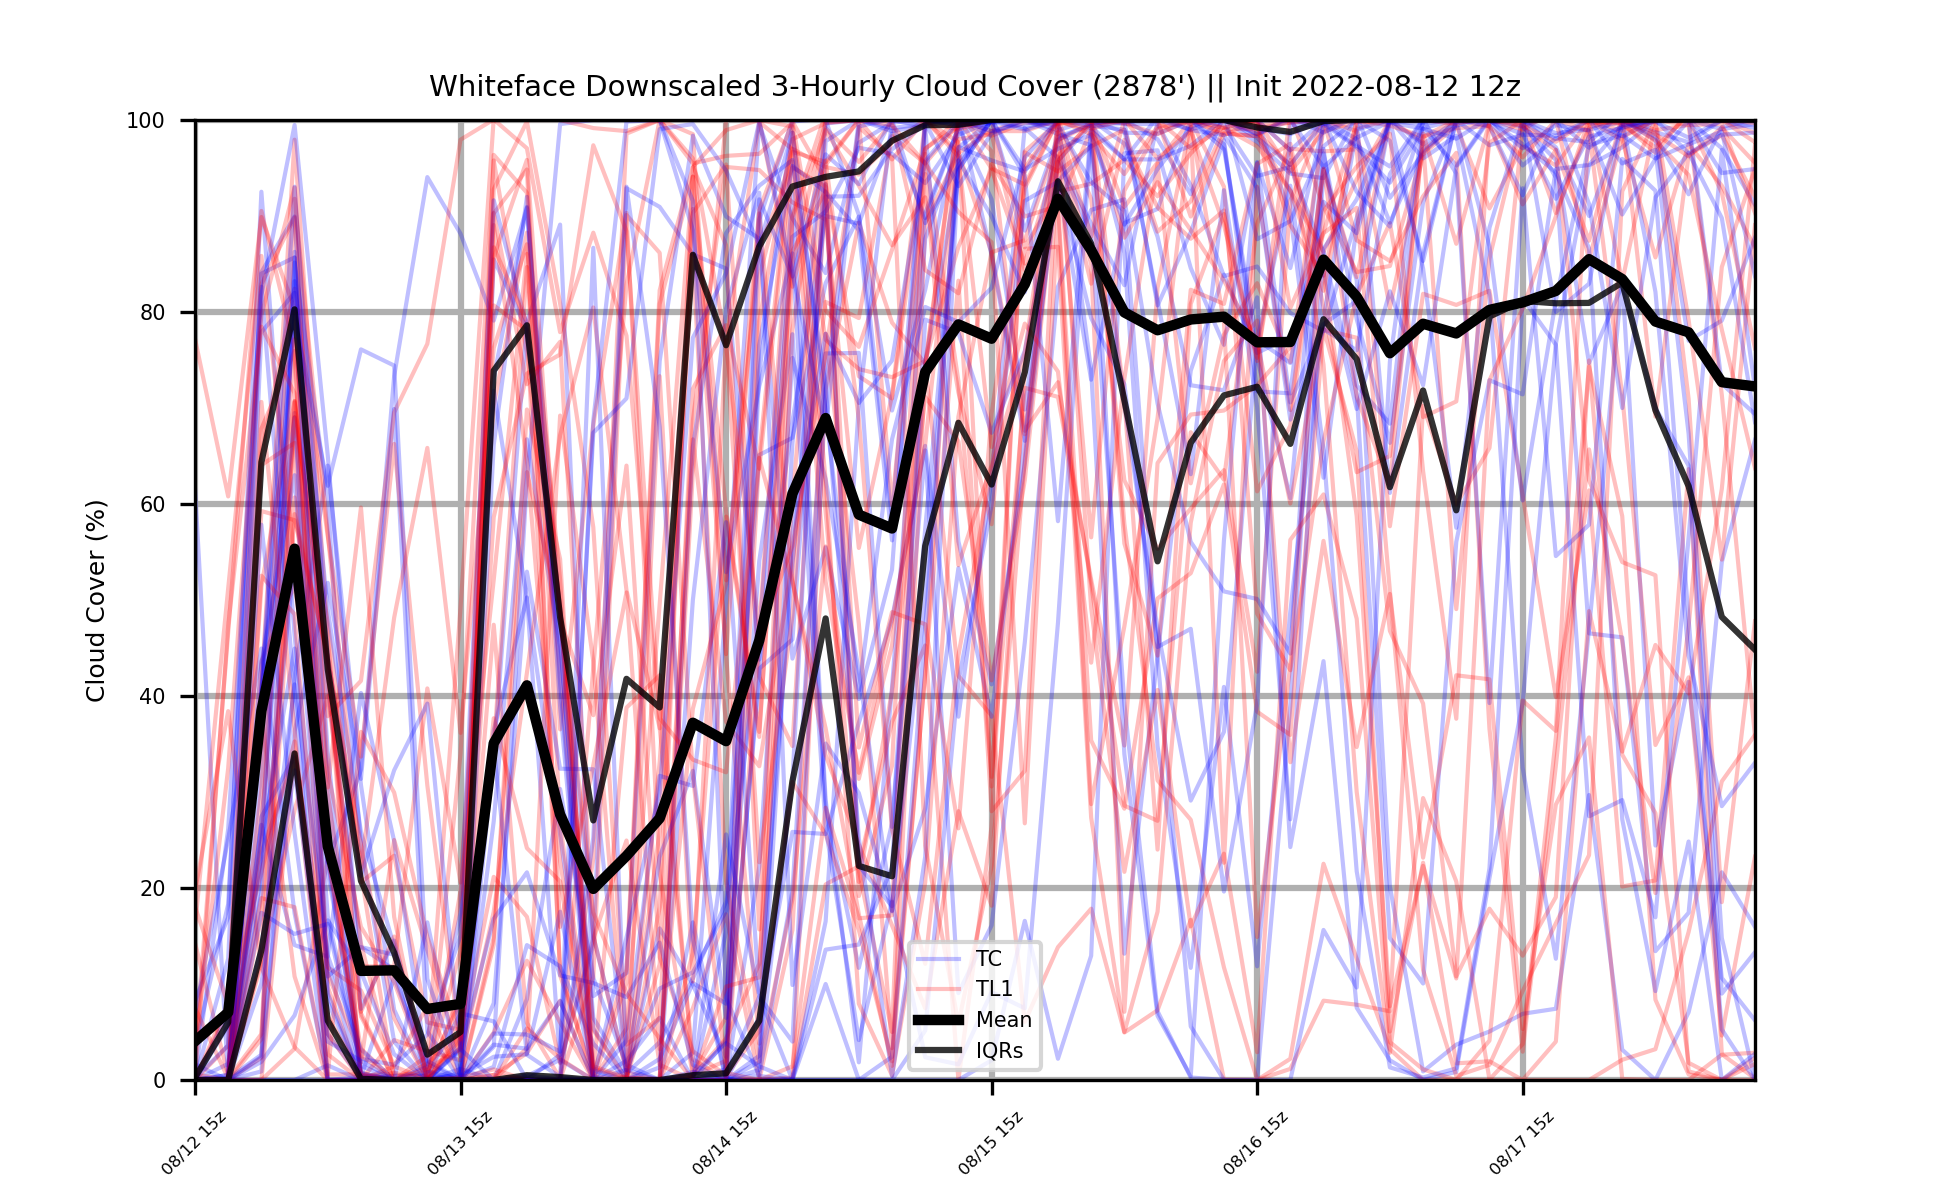 Whiteface Downscaled 3-Hourly Cloud Cover (2878') || Init 2022-08-12 12z
Cloud Cover (%)
100
80
60
40
20
0
TC
TL1
Mean
IQRs
08/12 15z
08/13 15z
08/14 15z
08/15 15z
08/16 15z
08/17 15z